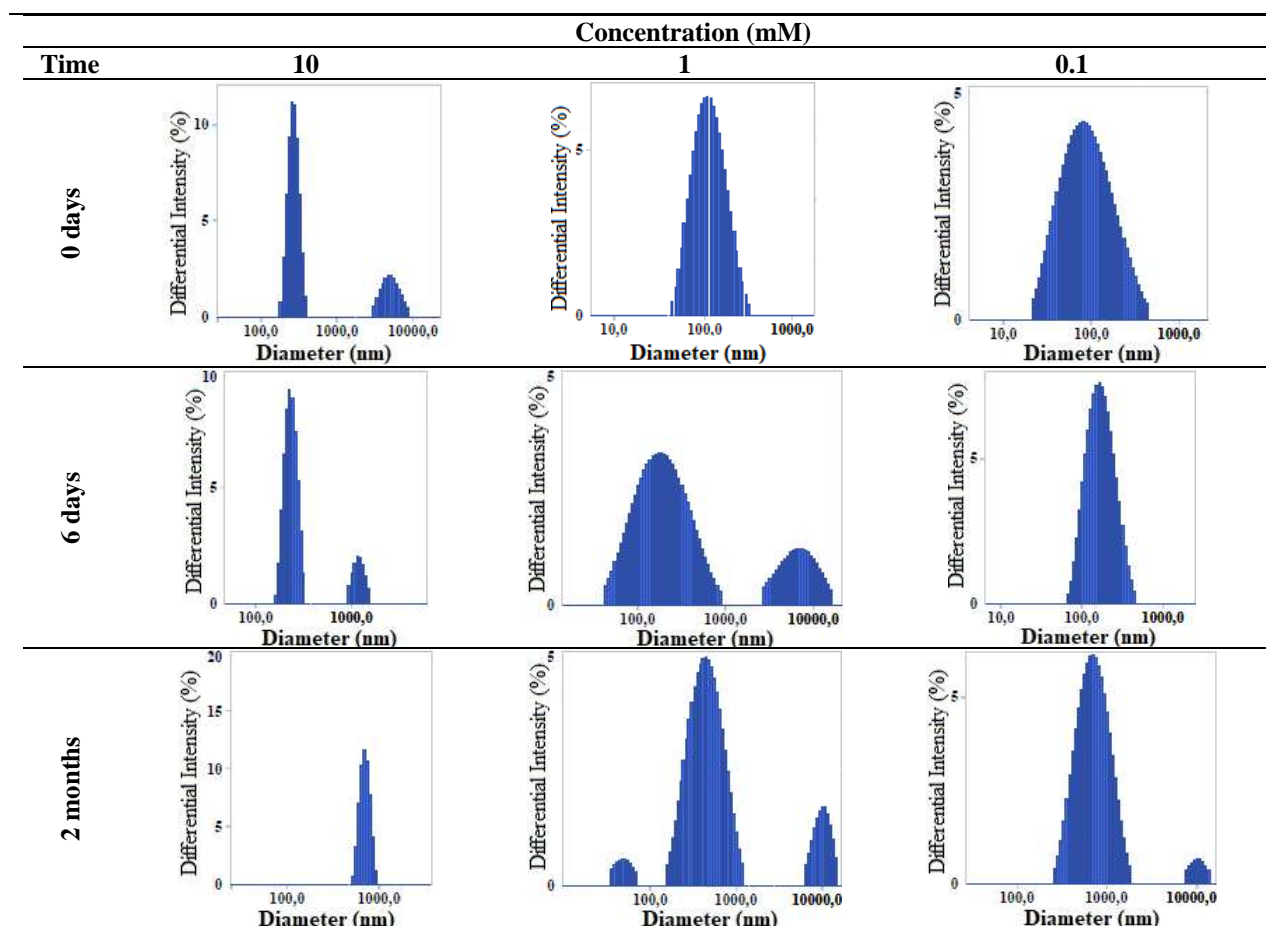 Concentration (mM)
Time 10 1 0.1
0 days
Differential Intensity (%)
10
5
0
100,0 1000,0 10000,0
Diameter (nm)
Differential Intensity (%)
5
0
10,0 100,0 1000,0
Diameter (nm)
Differential Intensity (%)
5
0
10,0 100,0 1000,0
Diameter (nm)
6 days
Differential Intensity (%)
10
5
0
100,0 1000,0
Diameter (nm)
Differential Intensity (%)
5
0
100,0 1000,0 10000,0
Diameter (nm)
Differential Intensity (%)
5
0
10,0 100,0 1000,0
Diameter (nm)
2 months
Differential Intensity (%)
20
15
10
5
0
100,0 1000,0
Diameter (nm)
Differential Intensity (%)
5
0
100,0 1000,0 10000,0
Diameter (nm)
Differential Intensity (%)
5
0
100,0 1000,0 10000,0
Diameter (nm)